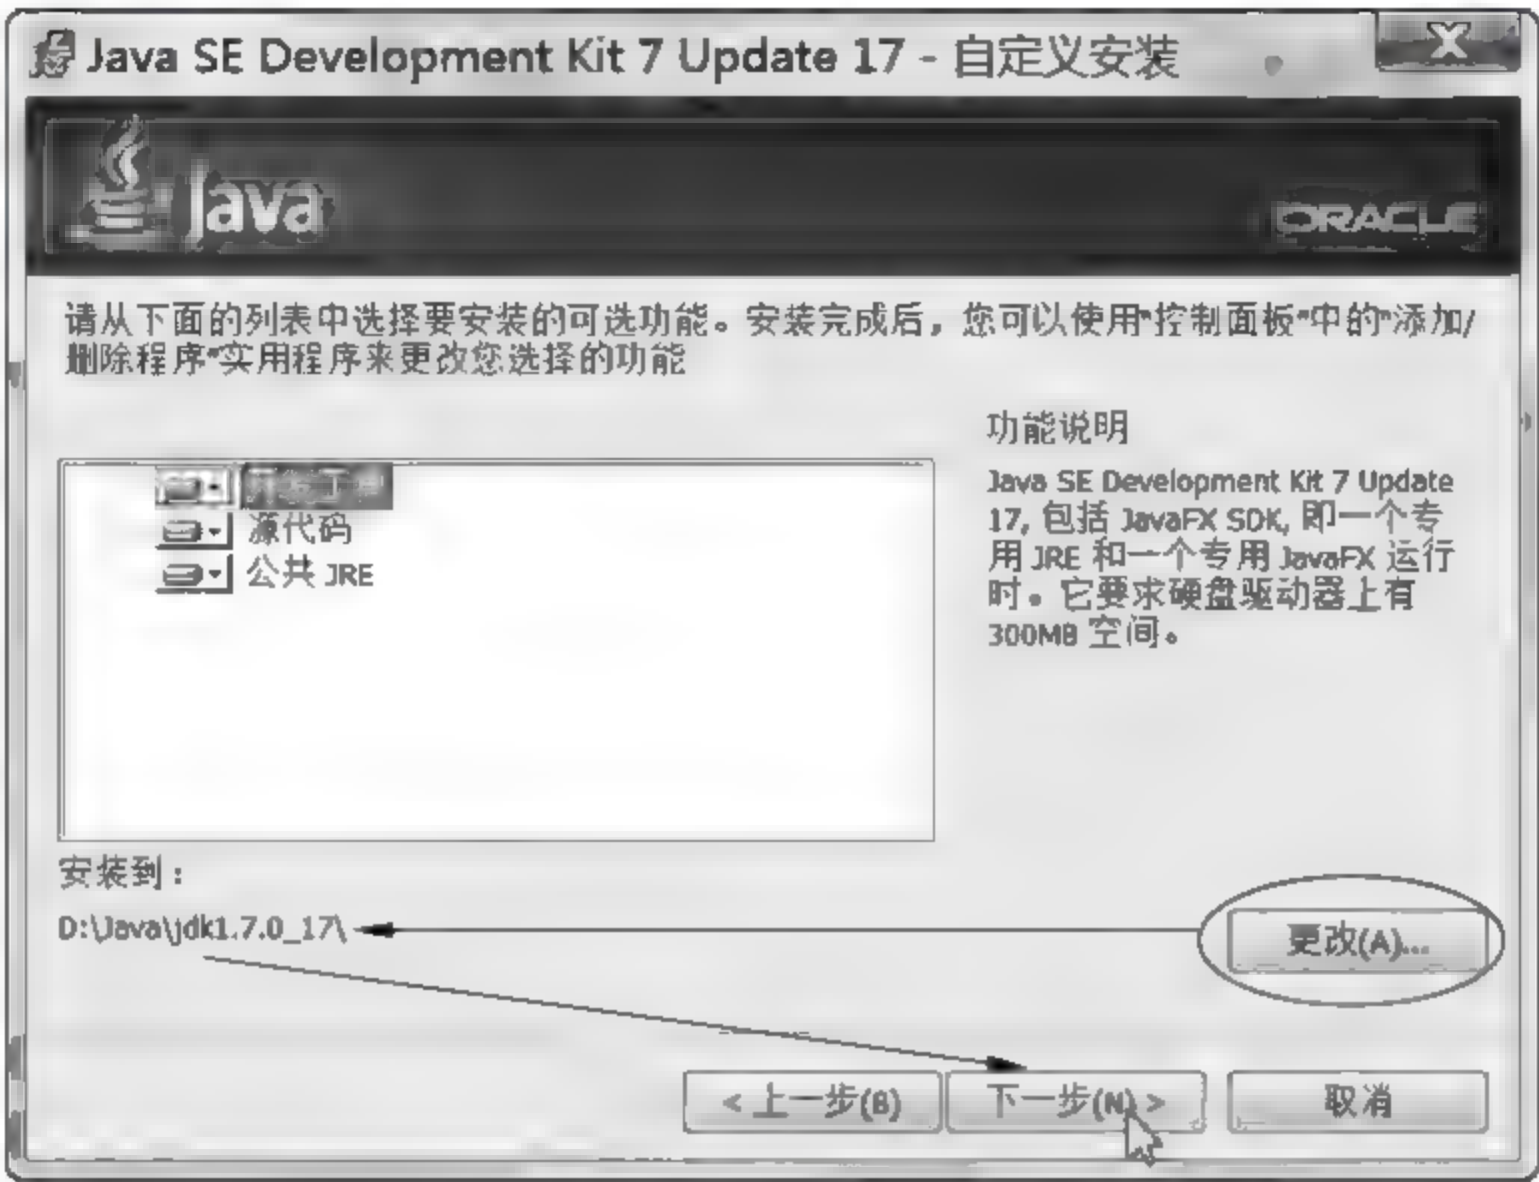 Java SE Development Kit 7 Update 17 - 自定义安装
Java
ORACLE
请从下面的列表中选择要安装的可选功能。安装完成后，您可以使用"控制面板"中的"添加/
删除程序"实用程序来更改您选择的功能
功能说明
开发工具
源代码
公共 JRE
Java SE Development Kit 7 Update
17, 包括 JavaFX SDK, 即一个专
用 JRE 和一个专用 JavaFX 运行
时。它要求硬盘驱动器上有
300MB 空间。
安装到：
D:\Java\jdk1.7.0_17\
更改(A)...
< 上一步(B)
下一步(N) >
取消